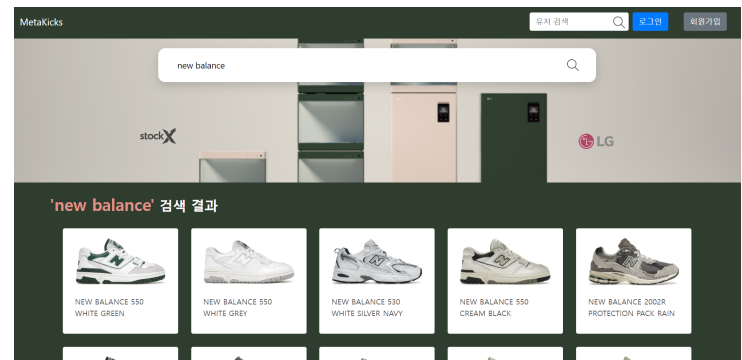 MetaKicks
유저 검색
로그인
회원가입
new balance
stockX
LG
'new balance' 검색 결과
NEW BALANCE 550
WHITE GREEN
NEW BALANCE 550
WHITE GREY
NEW BALANCE 530
WHITE SILVER NAVY
NEW BALANCE 550
CREAM BLACK
NEW BALANCE 2002R
PROTECTION PACK RAIN